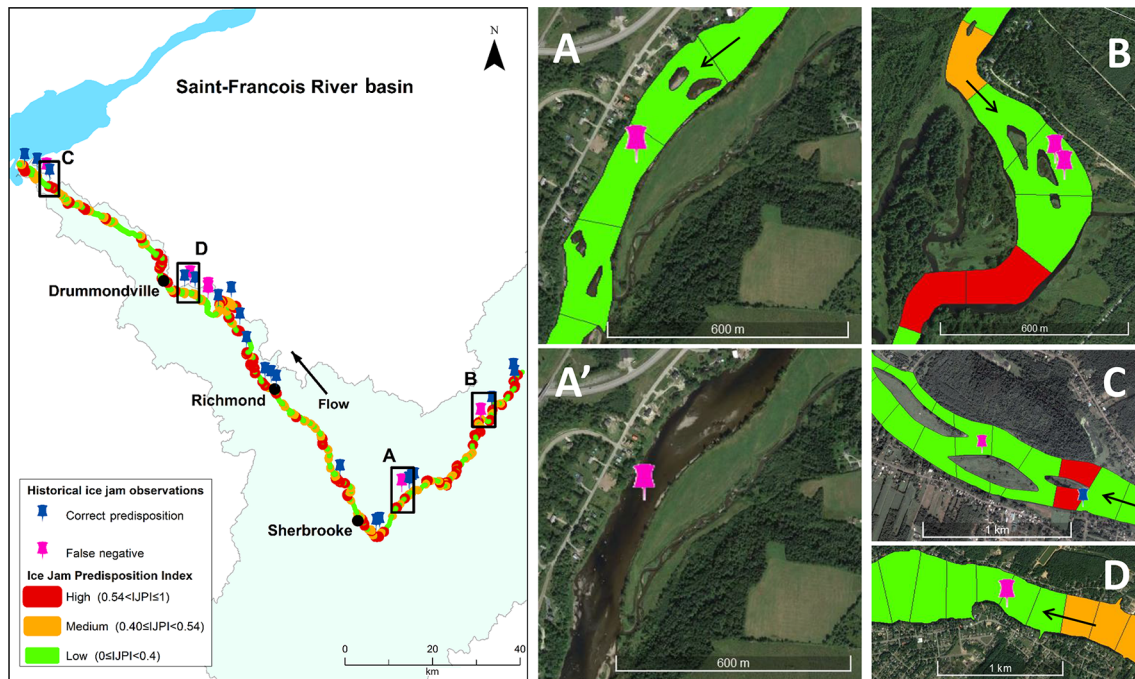 N
Saint-Francois River basin
C
D
Drummondville
Richmond
Flow
B
A
Sherbrooke
Historical ice jam observations
Correct predisposition
False negative
Ice Jam Predisposition Index
High (0.54<IJPI≤1)
Medium (0.40≤IJPI<0.54)
Low (0≤IJPI<0.4)
0 20 40
km
A
600 m
B
600 m
A’
600 m
C
1 km
D
1 km